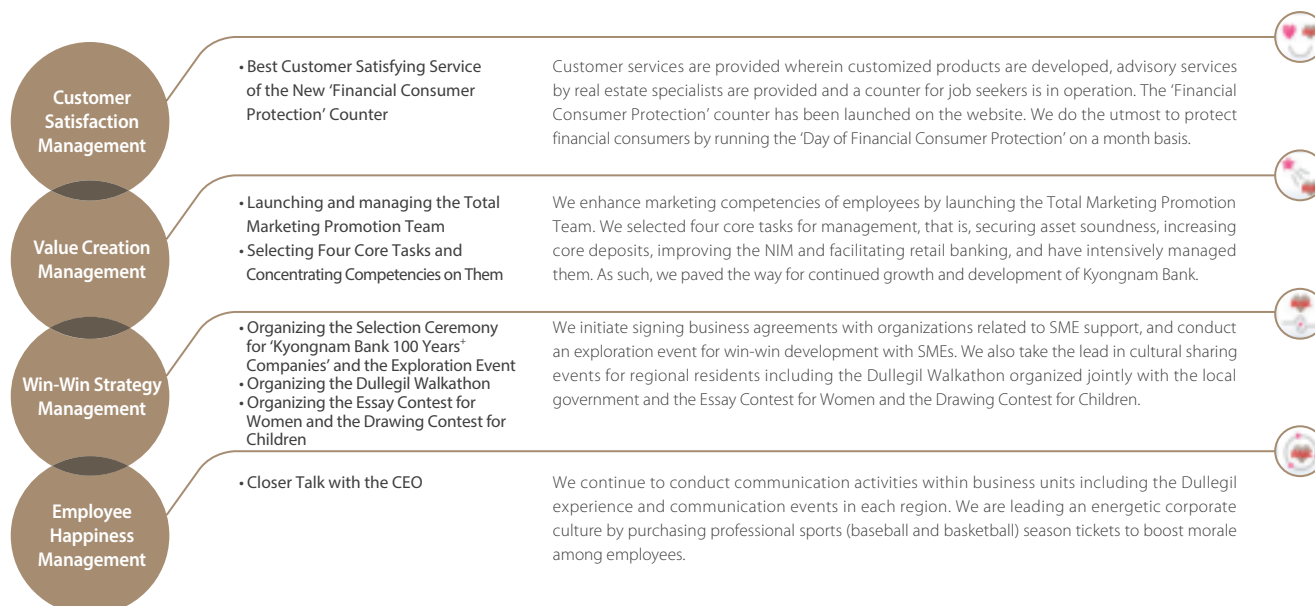 Customer
Satisfaction
Management
• Best Customer Satisfying Service
of the New ‘Financial Consumer
Protection’ Counter
Customer services are provided wherein customized products are developed, advisory services
by real estate specialists are provided and a counter for job seekers is in operation. The ‘Financial
Consumer Protection’ counter has been launched on the website. We do the utmost to protect
financial consumers by running the ‘Day of Financial Consumer Protection’ on a month basis.
Value Creation
Management
• Launching and managing the Total
Marketing Promotion Team
• Selecting Four Core Tasks and
Concentrating Competencies on Them
We enhance marketing competencies of employees by launching the Total Marketing Promotion
Team. We selected four core tasks for management, that is, securing asset soundness, increasing
core deposits, improving the NIM and facilitating retail banking, and have intensively managed
them. As such, we paved the way for continued growth and development of Kyongnam Bank.
Win-Win Strategy
Management
• Organizing the Selection Ceremony
for ‘Kyongnam Bank 100 Years+
Companies’ and the Exploration Event
• Organizing the Dullegil Walkathon
• Organizing the Essay Contest for
Women and the Drawing Contest for
Children
We initiate signing business agreements with organizations related to SME support, and conduct
an exploration event for win-win development with SMEs. We also take the lead in cultural sharing
events for regional residents including the Dullegil Walkathon organized jointly with the local
government and the Essay Contest for Women and the Drawing Contest for Children.
Employee
Happiness
Management
• Closer Talk with the CEO
We continue to conduct communication activities within business units including the Dullegil
experience and communication events in each region. We are leading an energetic corporate
culture by purchasing professional sports (baseball and basketball) season tickets to boost morale
among employees.